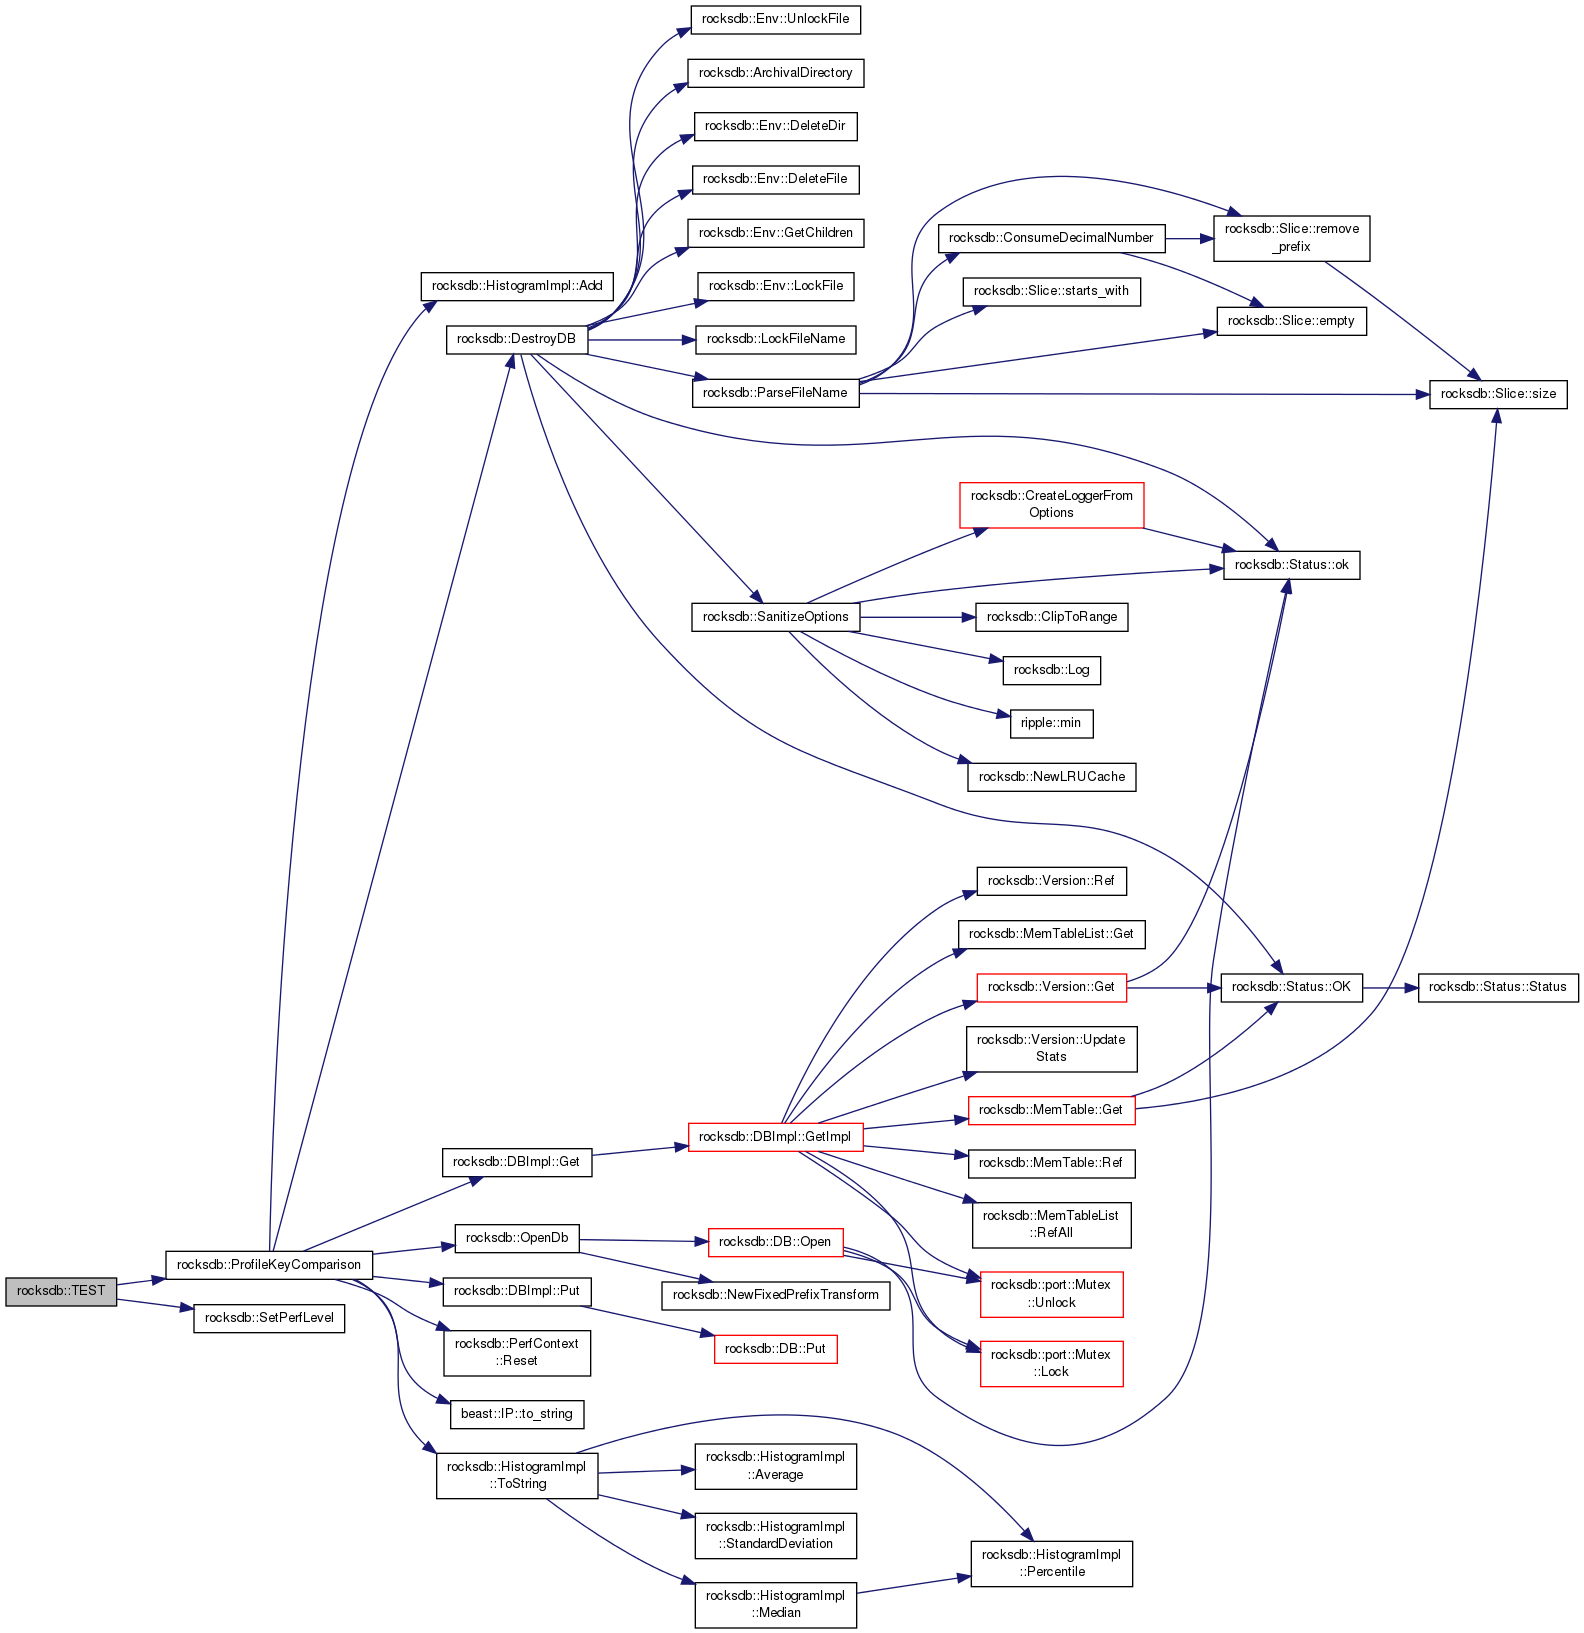 rocksdb::Env::UnlockFile
rocksdb::ArchivalDirectory
rocksdb::Env::DeleteDir
rocksdb::Env::DeleteFile
rocksdb::Env::GetChildren
rocksdb::Slice::remove
_prefix
rocksdb::ConsumeDecimalNumber
rocksdb::HistogramImpl::Add
rocksdb::Env::LockFile
rocksdb::Slice::starts_with
rocksdb::Slice::empty
rocksdb::DestroyDB
rocksdb::LockFileName
rocksdb::ParseFileName
rocksdb::Slice::size
rocksdb::CreateLoggerFrom
Options
rocksdb::Status::ok
rocksdb::SanitizeOptions
rocksdb::ClipToRange
rocksdb::Log
ripple::min
rocksdb::NewLRUCache
rocksdb::Version::Ref
rocksdb::MemTableList::Get
rocksdb::Version::Get
rocksdb::Status::OK
rocksdb::Status::Status
rocksdb::Version::Update
Stats
rocksdb::MemTable::Get
rocksdb::DBImpl::GetImpl
rocksdb::DBImpl::Get
rocksdb::MemTable::Ref
rocksdb::MemTableList
::RefAll
rocksdb::OpenDb
rocksdb::DB::Open
rocksdb::ProfileKeyComparison
rocksdb::TEST
rocksdb::DBImpl::Put
rocksdb::NewFixedPrefixTransform
rocksdb::port::Mutex
::Unlock
rocksdb::SetPerfLevel
rocksdb::PerfContext
::Reset
rocksdb::DB::Put
rocksdb::port::Mutex
::Lock
beast::IP::to_string
rocksdb::HistogramImpl
::ToString
rocksdb::HistogramImpl
::Average
rocksdb::HistogramImpl
::StandardDeviation
rocksdb::HistogramImpl
::Percentile
rocksdb::HistogramImpl
::Median